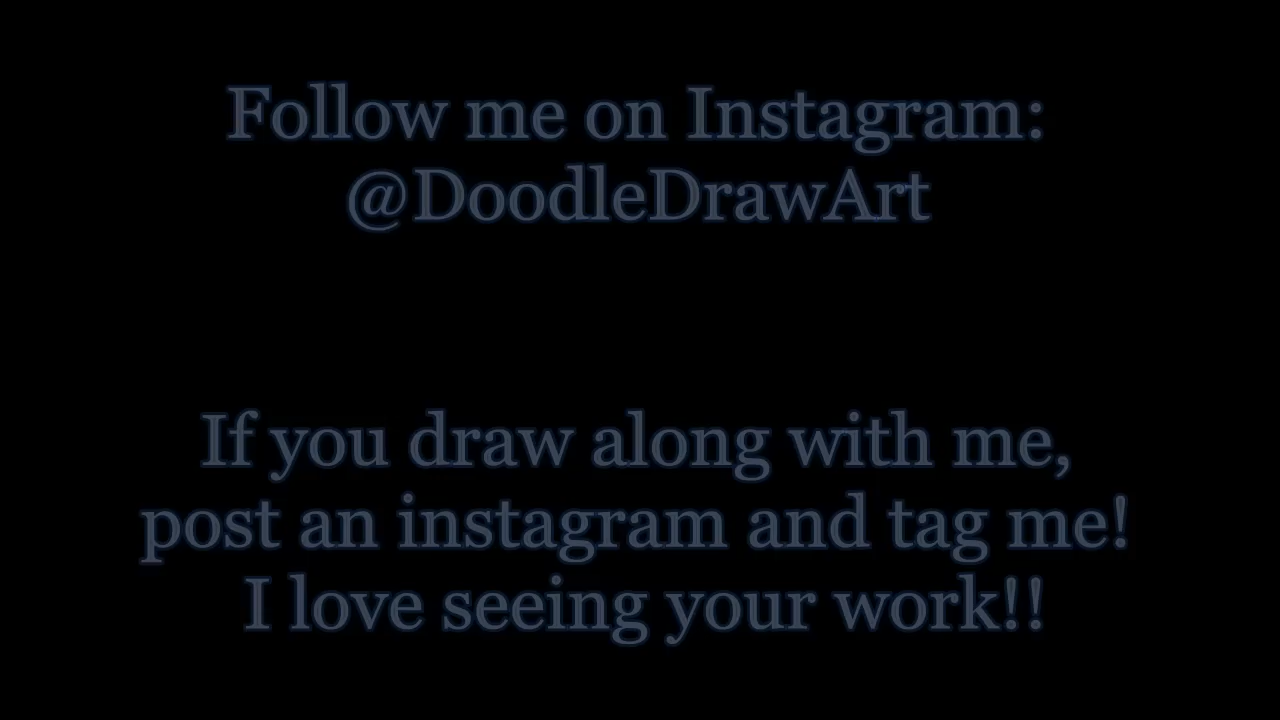 Follow me on Instagram:
@DoodleDrawArt
If you draw along with me,
post an instagram and tag me!
I love seeing your work!!